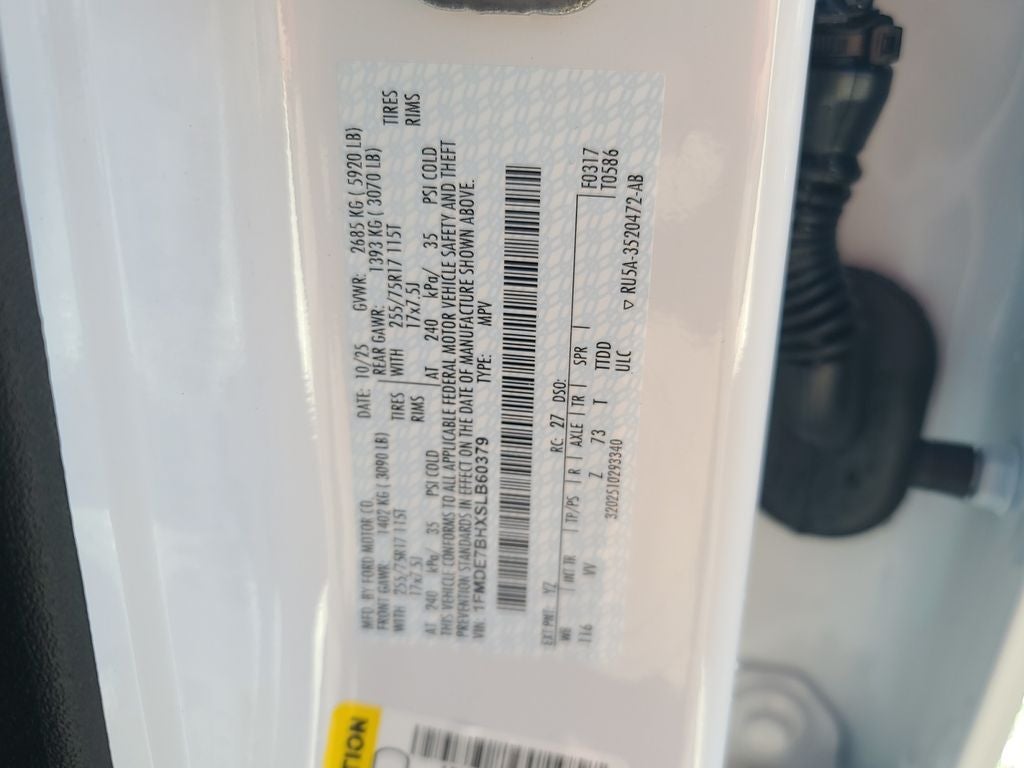 MFD. BY FORD MOTOR CO.
DATE: 10/25 GVWR: 2685 KG ( 5920 LB)
FRONT GAWR: 1402 KG ( 3090 LB) REAR GAWR: 1393 KG ( 3070 LB)
WITH 255/75R17 115T TIRES WITH 255/75R17 115T TIRES
17x7.5J RIMS 17x7.5J RIMS
AT 240 kPa/ 35 PSI COLD AT 240 kPa/ 35 PSI COLD
THIS VEHICLE CONFORMS TO ALL APPLICABLE FEDERAL MOTOR VEHICLE SAFETY AND THEFT
PREVENTION STANDARDS IN EFFECT ON THE DATE OF MANUFACTURE SHOWN ABOVE.
VIN: 1FMDE7BHXSLB60379 TYPE: MPV
EXT PNT: YZ RC: 27 DSO: F0317
WB INT TR TP/PS R AXLE TR SPR T0586
116 Z 73 T TIDD
3202510293340 ULC ▽ RU5A-3520472-AB
TION